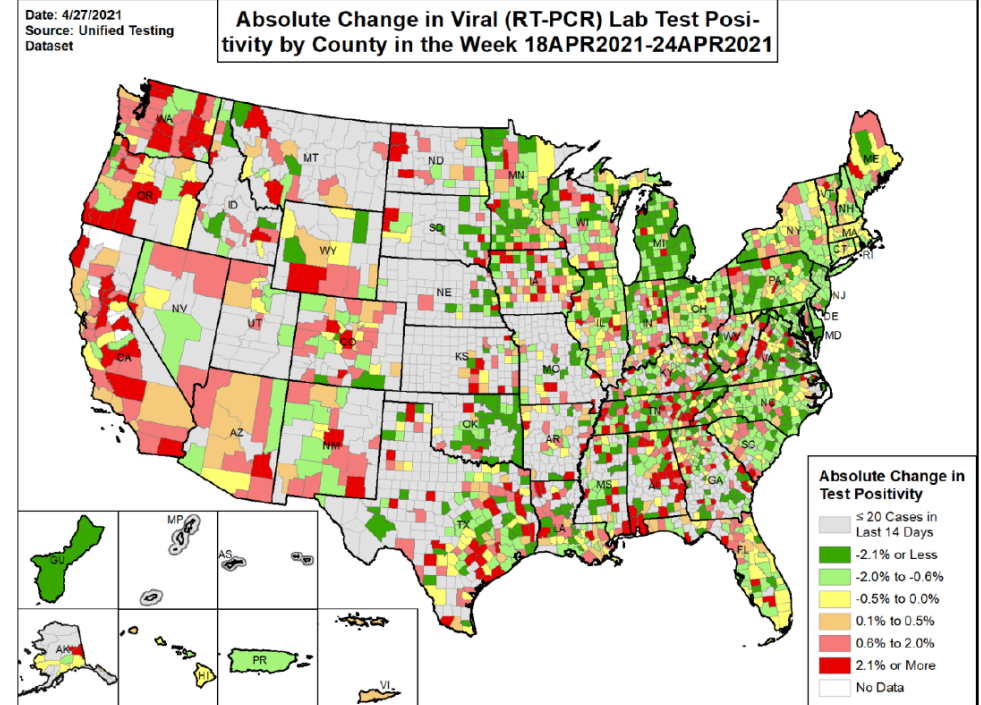 Date: 4/27/2021
Source: Unified Testing
Dataset
Absolute Change in Viral (RT-PCR) Lab Test Posi-
tivity by County in the Week 18APR2021-24APR2021
WA
MT
ND
MN
ME
OR
ID
SD
WI
VT
NH
WY
MI
NY
MA
CT
RI
IA
NE
PA
NV
UT
IL
IN
OH
NJ
DE
MD
CO
WV
CA
KS
MO
KY
VA
NC
TN
OK
AZ
NM
AR
SC
MS
AL
GA
TX
LA
FL
GU
MP
AS
AK
HI
PR
VI
Absolute Change in
Test Positivity
≤ 20 Cases in
Last 14 Days
-2.1% or Less
-2.0% to -0.6%
-0.5% to 0.0%
0.1% to 0.5%
0.6% to 2.0%
2.1% or More
No Data